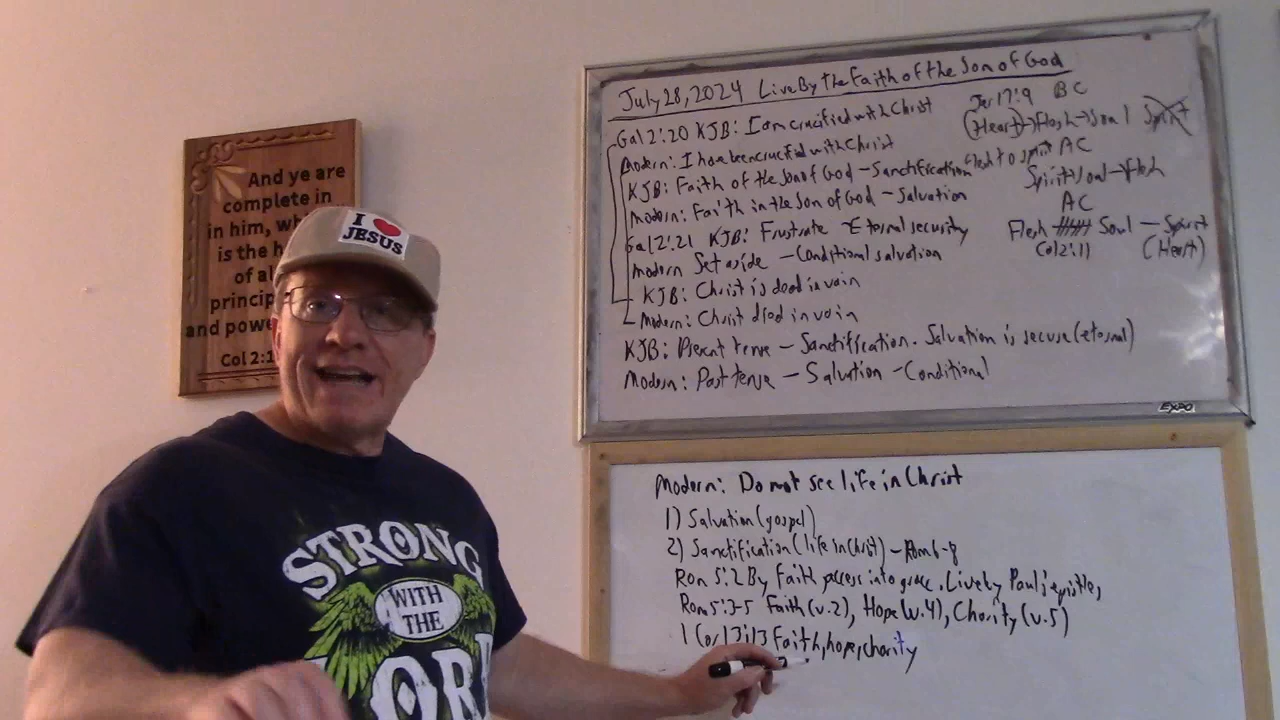 And ye are
complete in
in him, wh
is the h
of al
princip
and powe
Col 2:1
I
JESUS
STRONG
WITH
THE
LORD
July 28, 2024 Live By the Faith of the Son of God
Gal 2:20 KJB: I am crucified with Christ
Modern: I have been crucified with Christ
KJB: Faith of the Son of God - Sanctification Flesh to spirit
Modern: Faith in the Son of God - Salvation
Gal 2:21 KJB: Frustrate - Eternal security
Modern Set aside - Conditional salvation
KJB: Christ is dead in vain
Modern: Christ died in vain
KJB: Present tense - Sanctification. Salvation is secure (eternal)
Modern: Past tense - Salvation - Conditional
Jer 17:9 BC
(Heart)→Flesh→Soul Spirit
AC
Spirit→Soul→Flesh
AC
Flesh Soul - Spirit
Col 2:11 (Heart)
EXPO
Modern: Do not see life in Christ
1) Salvation (gospel)
2) Sanctification (life in Christ) - Rom 6-8
Rom 5:2 By faith access into grace. Live by Paul's epistles,
Rom 5:3-5 Faith (v.2), Hope (v.4), Charity (v.5)
1 Cor 13:13 Faith, hope, charity